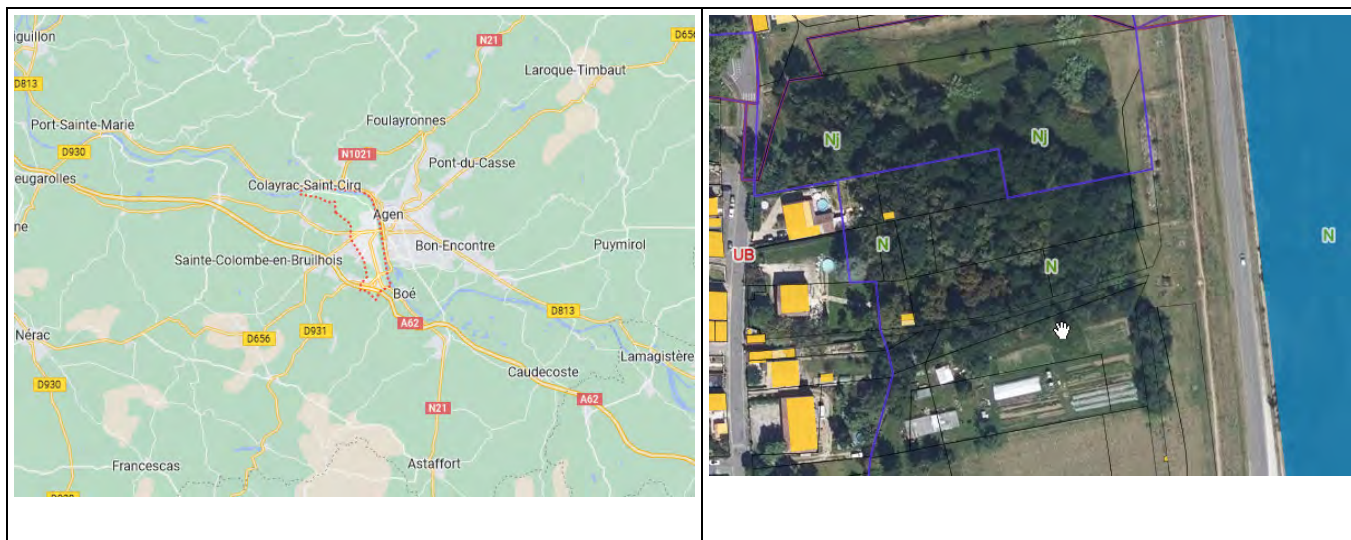 iguillon
N21
D656
Laroque-Timbaut
D813
Foulayronnes
Port-Sainte-Marie
D930
N1021
Pont-du-Casse
eugarolles
Colayrac-Saint-Cirq
Agen
ne
Bon-Encontre
Puymirol
Sainte-Colombe-en-Bruilhois
Boé
D813
Nérac
D656
D931
A62
Lamagistère
Caudecoste
D930
N21
A62
Francescas
Astaffort
Nj
Nj
N
UB
N
N